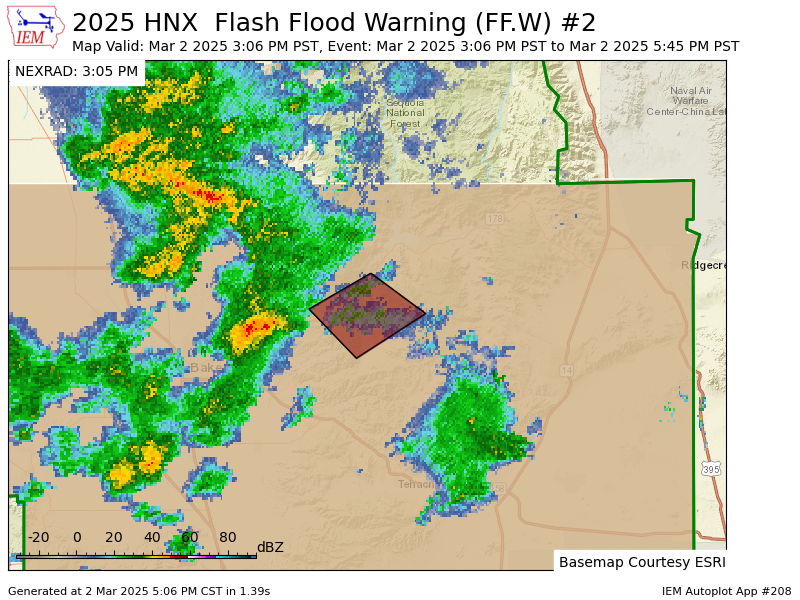 2025 HNX  Flash Flood Warning (FF.W) #2
IEM
Map Valid: Mar 2 2025 3:06 PM PST, Event: Mar 2 2025 3:06 PM PST to Mar 2 2025 5:45 PM PST
NEXRAD: 3:05 PM
Sequoia
National
Forest
Naval Air
Warfare
Center-China La
178
Ridgecre
Bake
14
395
Tehach
58
-20 0 20 40 60 80
dBZ
Basemap Courtesy ESRI
Generated at 2 Mar 2025 5:06 PM CST in 1.39s
IEM Autoplot App #208